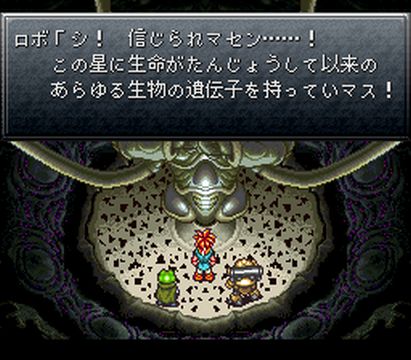 ロボ「シ!　信じられマセン……!
この星に生命がたんじょうして以来の
あらゆる生物の遺伝子を持っていマス!